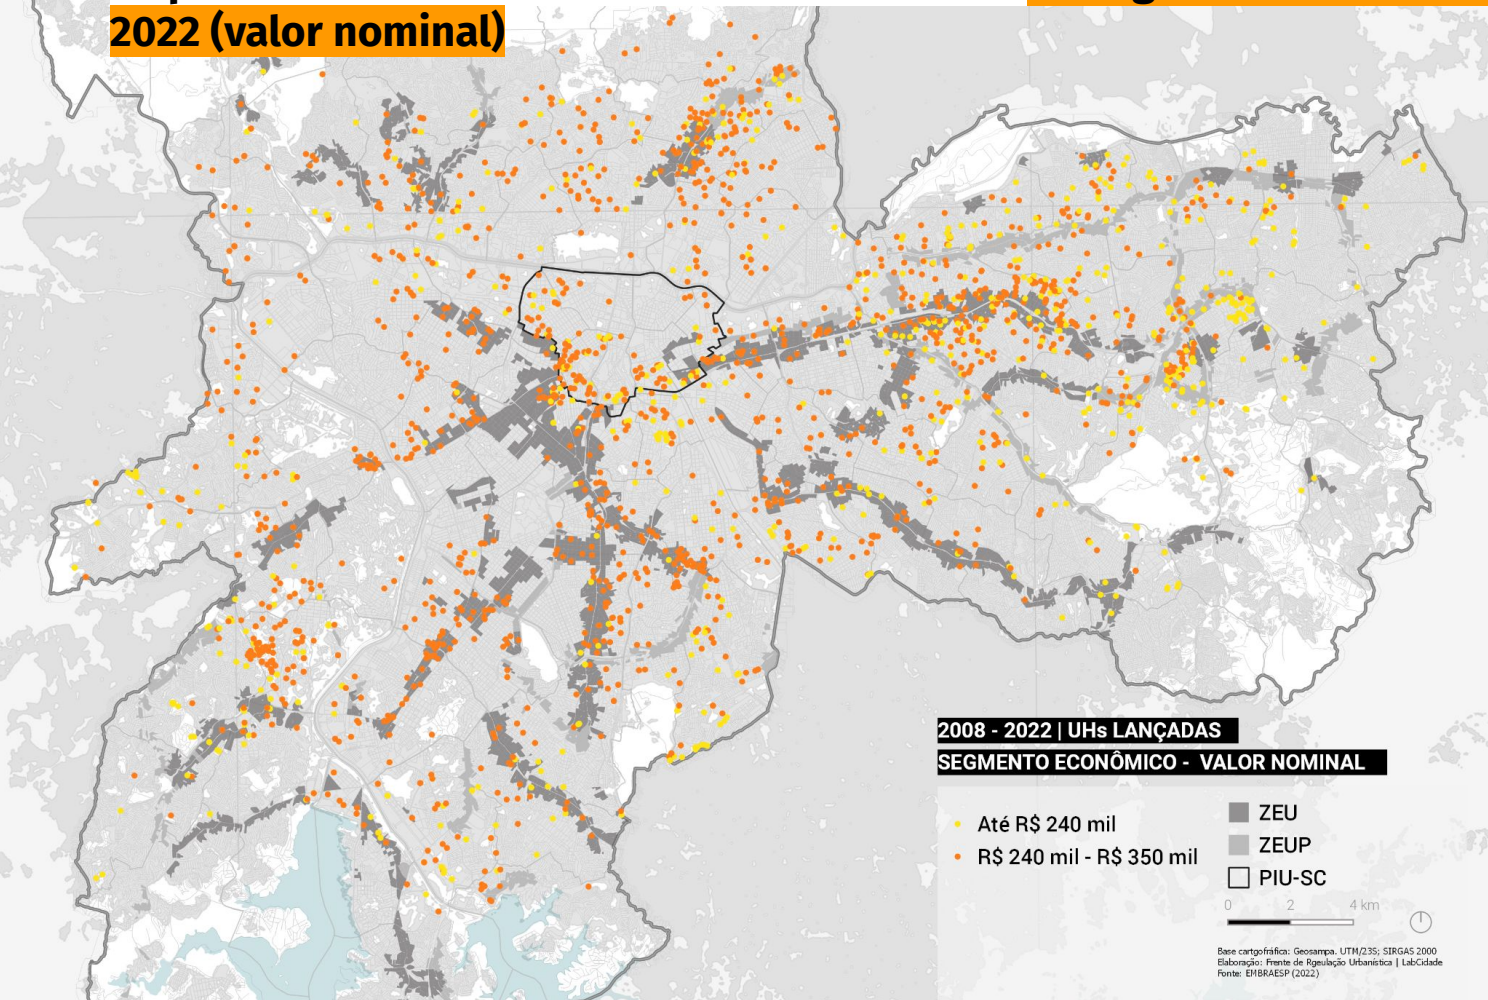 2022 (valor nominal)
2008 - 2022 | UHs LANÇADAS
SEGMENTO ECONÔMICO - VALOR NOMINAL
Até R$ 240 mil
R$ 240 mil - R$ 350 mil
ZEU
ZEUP
PIU-SC
0 2 4 km
Base cartgofráfica: Geosampa. UTM/23S; SIRGAS 2000
Elaboração: Frente de Rgeulação Urbanística | LabCidade
Fonte: EMBRAESP (2022)